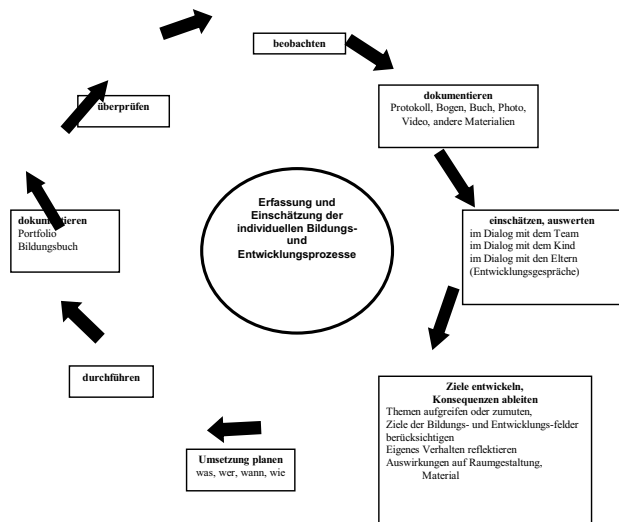 beobachten
dokumentieren
Protokoll, Bogen, Buch, Photo,
Video, andere Materialien
einschätzen, auswerten
im Dialog mit dem Team
im Dialog mit dem Kind
im Dialog mit den Eltern
(Entwicklungsgespräche)
Ziele entwickeln,
Konsequenzen ableiten
Themen aufgreifen oder zumuten,
Ziele der Bildungs- und Entwicklungs-felder
berücksichtigen
Eigenes Verhalten reflektieren
Auswirkungen auf Raumgestaltung,
Material
Umsetzung planen
was, wer, wann, wie
durchführen
dokumentieren
Portfolio
Bildungsbuch
überprüfen
Erfassung und
Einschätzung der
individuellen Bildungs-
und
Entwicklungsprozesse